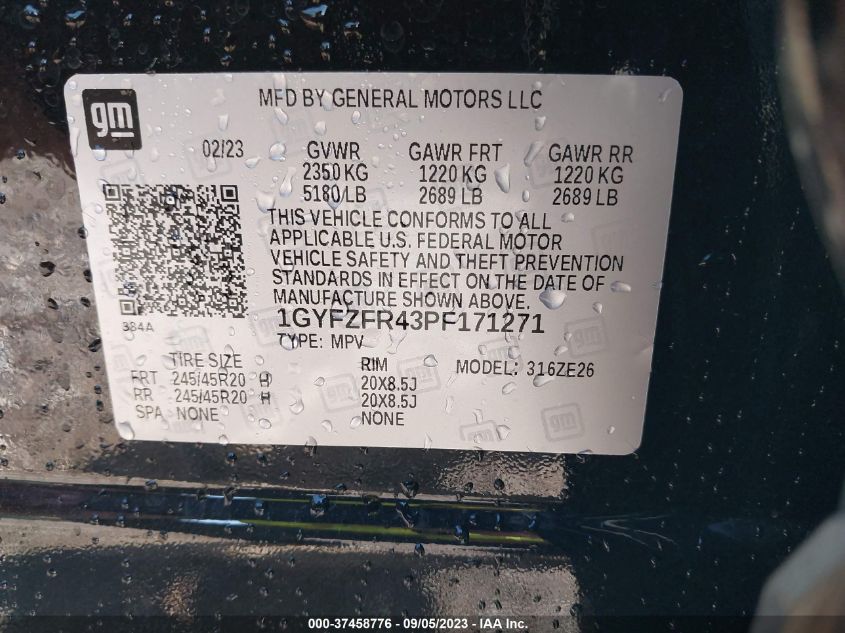 gm
MFD BY GENERAL MOTORS LLC
02/23 GVWR GAWR FRT GAWR RR
2350 KG 1220 KG 1220 KG
5180 LB 2689 LB 2689 LB
THIS VEHICLE CONFORMS TO ALL
APPLICABLE U.S. FEDERAL MOTOR
VEHICLE SAFETY AND THEFT PREVENTION
STANDARDS IN EFFECT ON THE DATE OF
MANUFACTURE SHOWN ABOVE.
384A
1GYFZFR43PF171271
TYPE: MPV
TIRE SIZE RIM MODEL: 316ZE26
FRT 245/45R20 H 20X8.5J
RR 245/45R20 H 20X8.5J
SPA NONE NONE
000-37458776 - 09/05/2023 - IAA Inc.